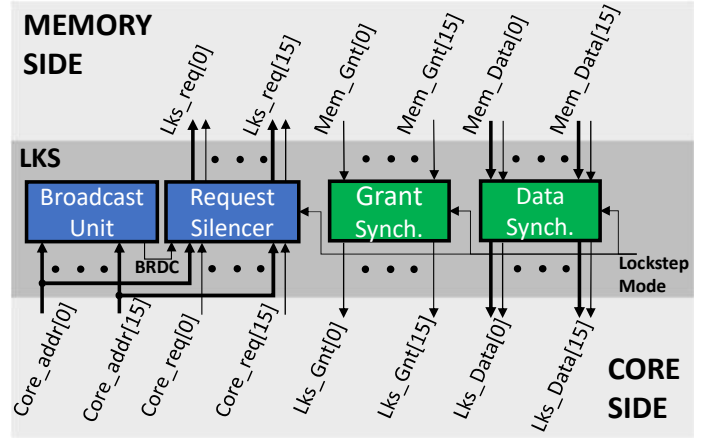 MEMORY
SIDE
Lks_req[0]
Lks_req[15]
Mem_Gnt[0]
Mem_Gnt[15]
Mem_Data[0]
Mem_Data[15]
LKS
Broadcast
Unit
Request
Silencer
Grant
Synch.
Data
Synch.
BRDC
Lockstep
Mode
Core_addr[0]
Core_addr[15]
Core_req[0]
Core_req[15]
Lks_Gnt[0]
Lks_Gnt[15]
Lks_Data[0]
Lks_Data[15]
CORE
SIDE